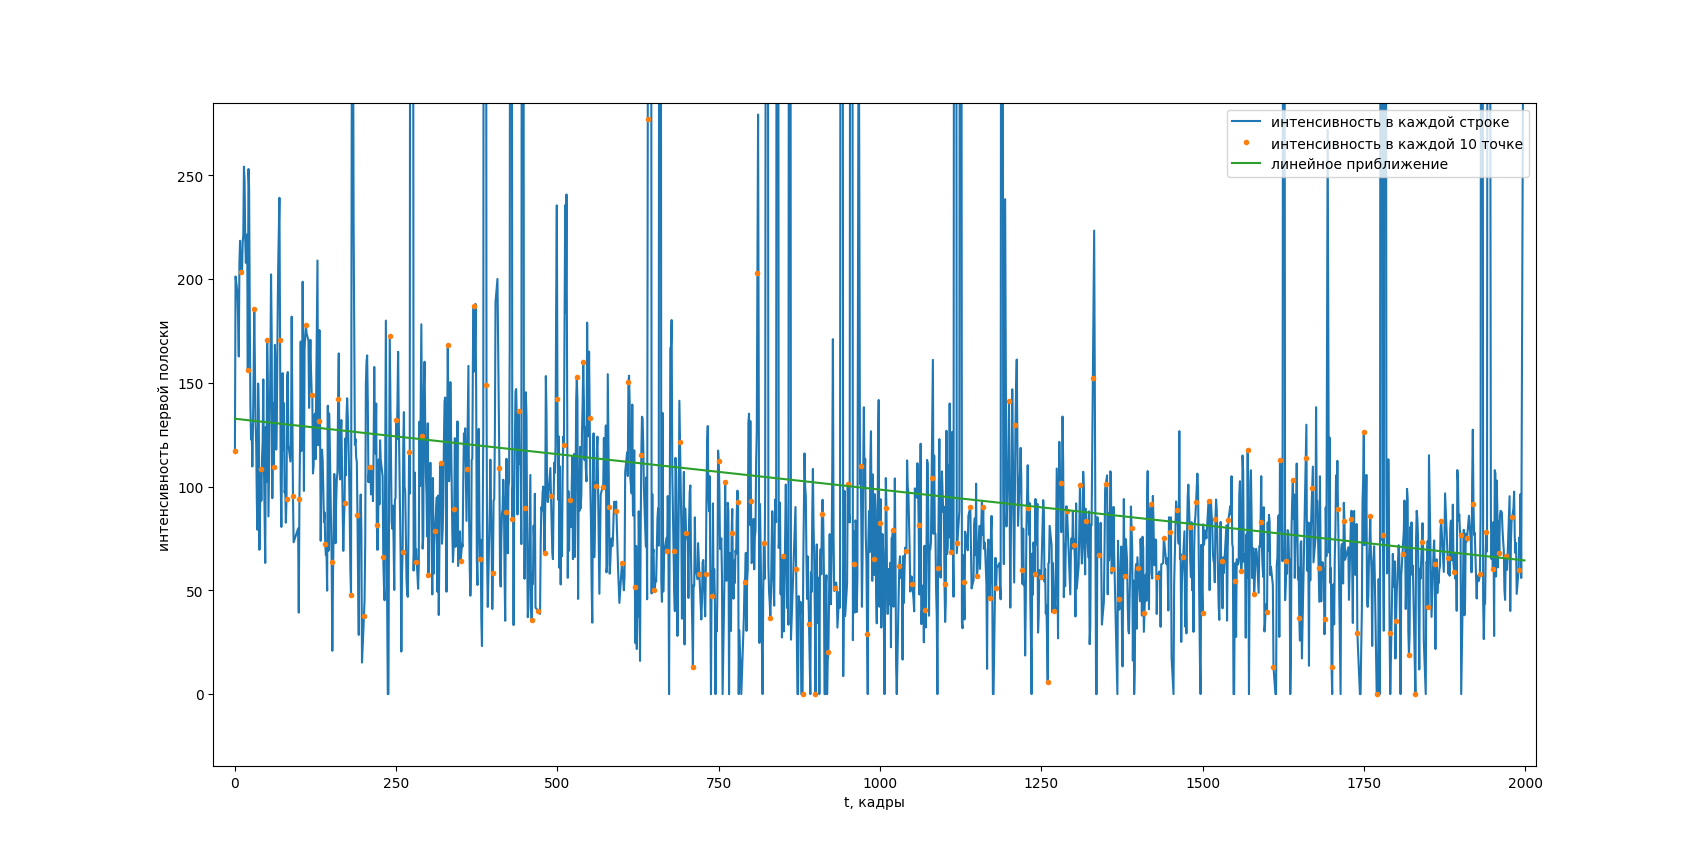 интенсивность в каждой строке
интенсивность в каждой 10 точке
линейное приближение
250
200
150
100
50
0
интенсивность первой полоски
0 250 500 750 1000 1250 1500 1750 2000
t, кадры